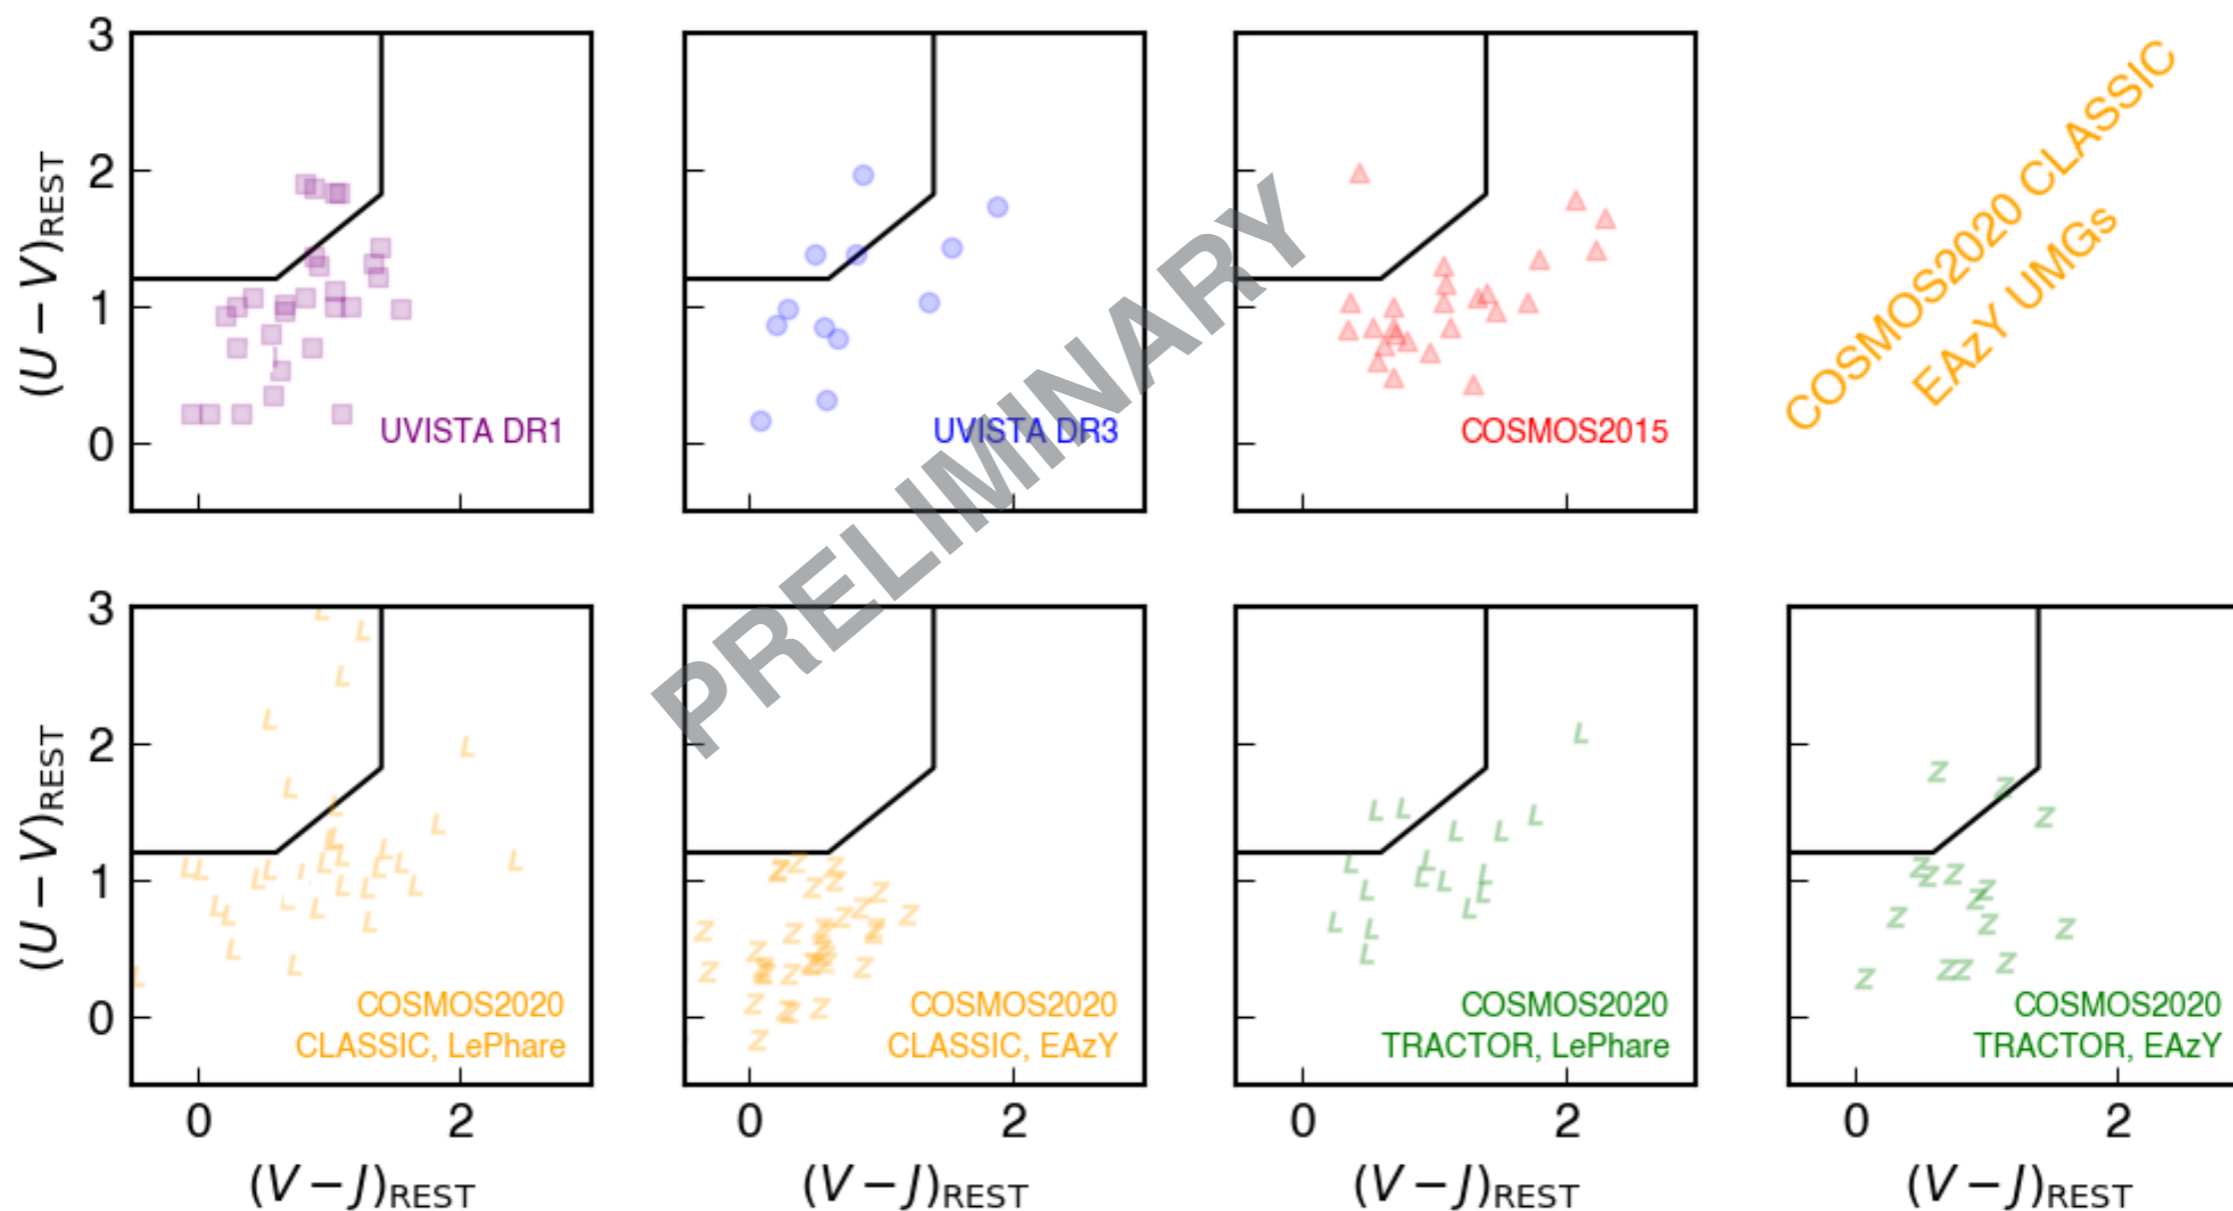 3
2
1
0
(U − V)REST
UVISTA DR1
UVISTA DR3
COSMOS2015
COSMOS2020 CLASSIC
EAzY UMGs
PRELIMINARY
3
2
1
0
(U − V)REST
COSMOS2020
CLASSIC, LePhare
COSMOS2020
CLASSIC, EAzY
COSMOS2020
TRACTOR, LePhare
COSMOS2020
TRACTOR, EAzY
0 2
0 2
0 2
0 2
(V − J)REST
(V − J)REST
(V − J)REST
(V − J)REST